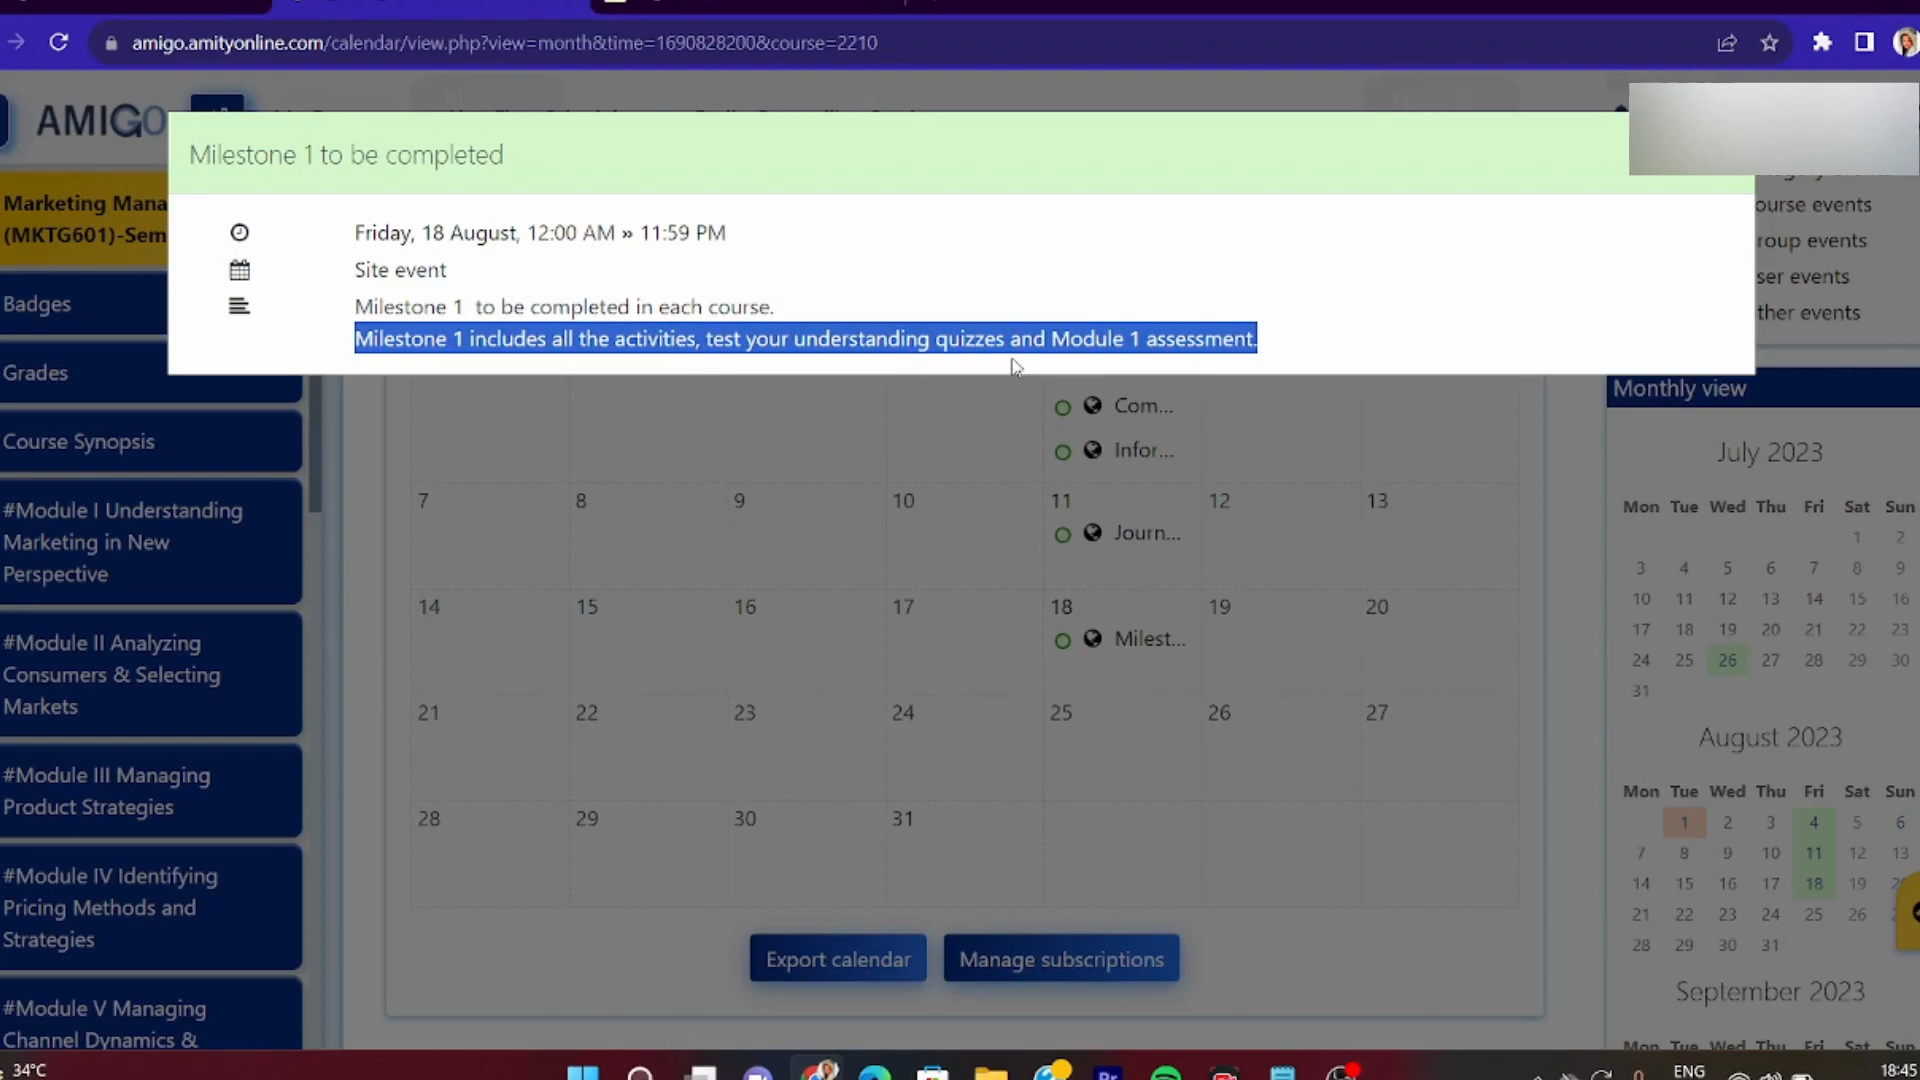 amigo.amityonline.com/calendar/view.php?view=month&time=1690828200&course=2210
AMIGO
Milestone 1 to be completed
Friday, 18 August, 12:00 AM » 11:59 PM
Site event
Milestone 1 to be completed in each course.
Milestone 1 includes all the activities, test your understanding quizzes and Module 1 assessment.
Marketing Mana
(MKTG601)-Sem
Badges
Grades
Course Synopsis
#Module I Understanding
Marketing in New
Perspective
#Module II Analyzing
Consumers & Selecting
Markets
#Module III Managing
Product Strategies
#Module IV Identifying
Pricing Methods and
Strategies
#Module V Managing
Channel Dynamics &
Com...
Infor...
7 8 9 10 11 12 13
Journ...
14 15 16 17 18 19 20
Milest...
21 22 23 24 25 26 27
28 29 30 31
Export calendar
Manage subscriptions
ourse events
roup events
ser events
ther events
Monthly view
July 2023
Mon Tue Wed Thu Fri Sat Sun
1 2
3 4 5 6 7 8 9
10 11 12 13 14 15 16
17 18 19 20 21 22 23
24 25 26 27 28 29 30
31
August 2023
Mon Tue Wed Thu Fri Sat Sun
1 2 3 4 5 6
7 8 9 10 11 12 13
14 15 16 17 18 19
21 22 23 24 25 26
28 29 30 31
September 2023
Mon Tue Wed Thu Fri Sat Sun
34°C
Pr
ENG
18:45